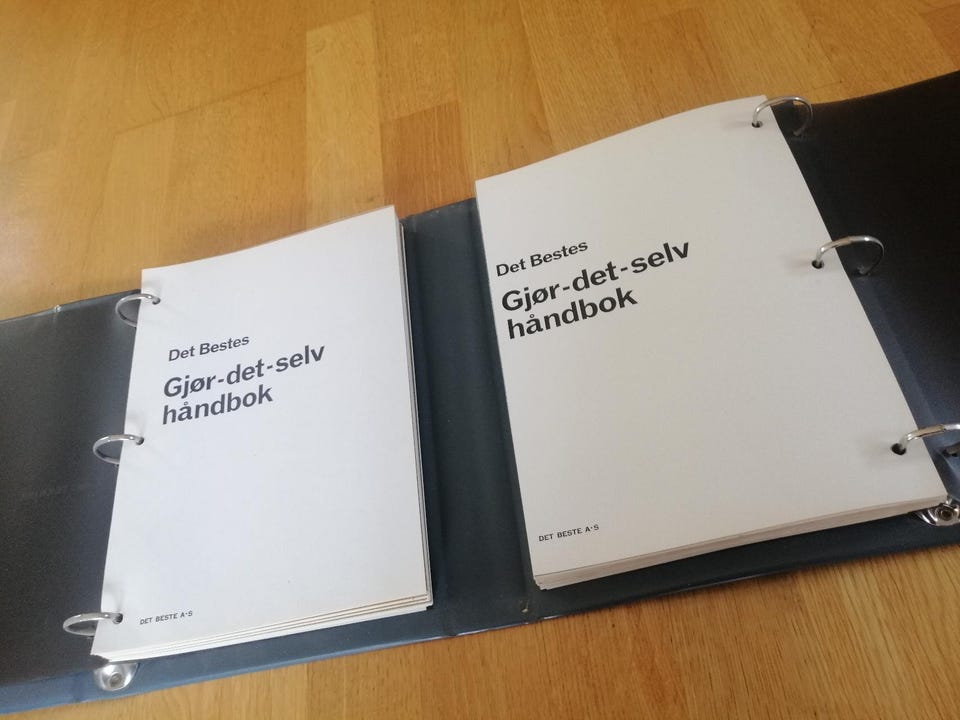 Det Bestes
Gjør-det-selv
håndbok
DET BESTE A·S
Det Bestes
Gjør-det-selv
håndbok
DET BESTE A·S